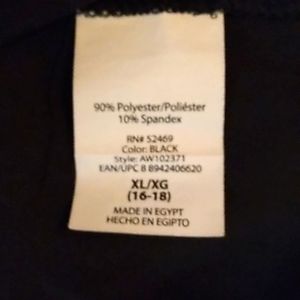 90% Polyester/Poliéster
10% Spandex
RN# 52469
Color: BLACK
Style: AW102371
EAN/UPC 8 8942406620
XL/XG
(16-18)
MADE IN EGYPT
HECHO EN EGIPTO